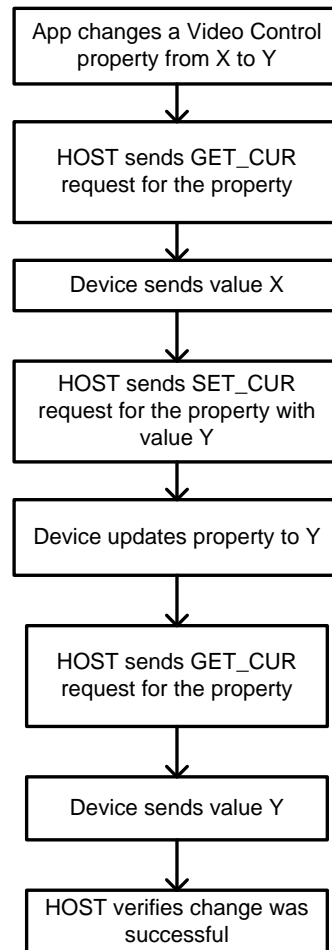 App changes a Video Control
property from X to Y
HOST sends GET_CUR
request for the property
Device sends value X
HOST sends SET_CUR
request for the property with
value Y
Device updates property to Y
HOST sends GET_CUR
request for the property
Device sends value Y
HOST verifies change was
successful